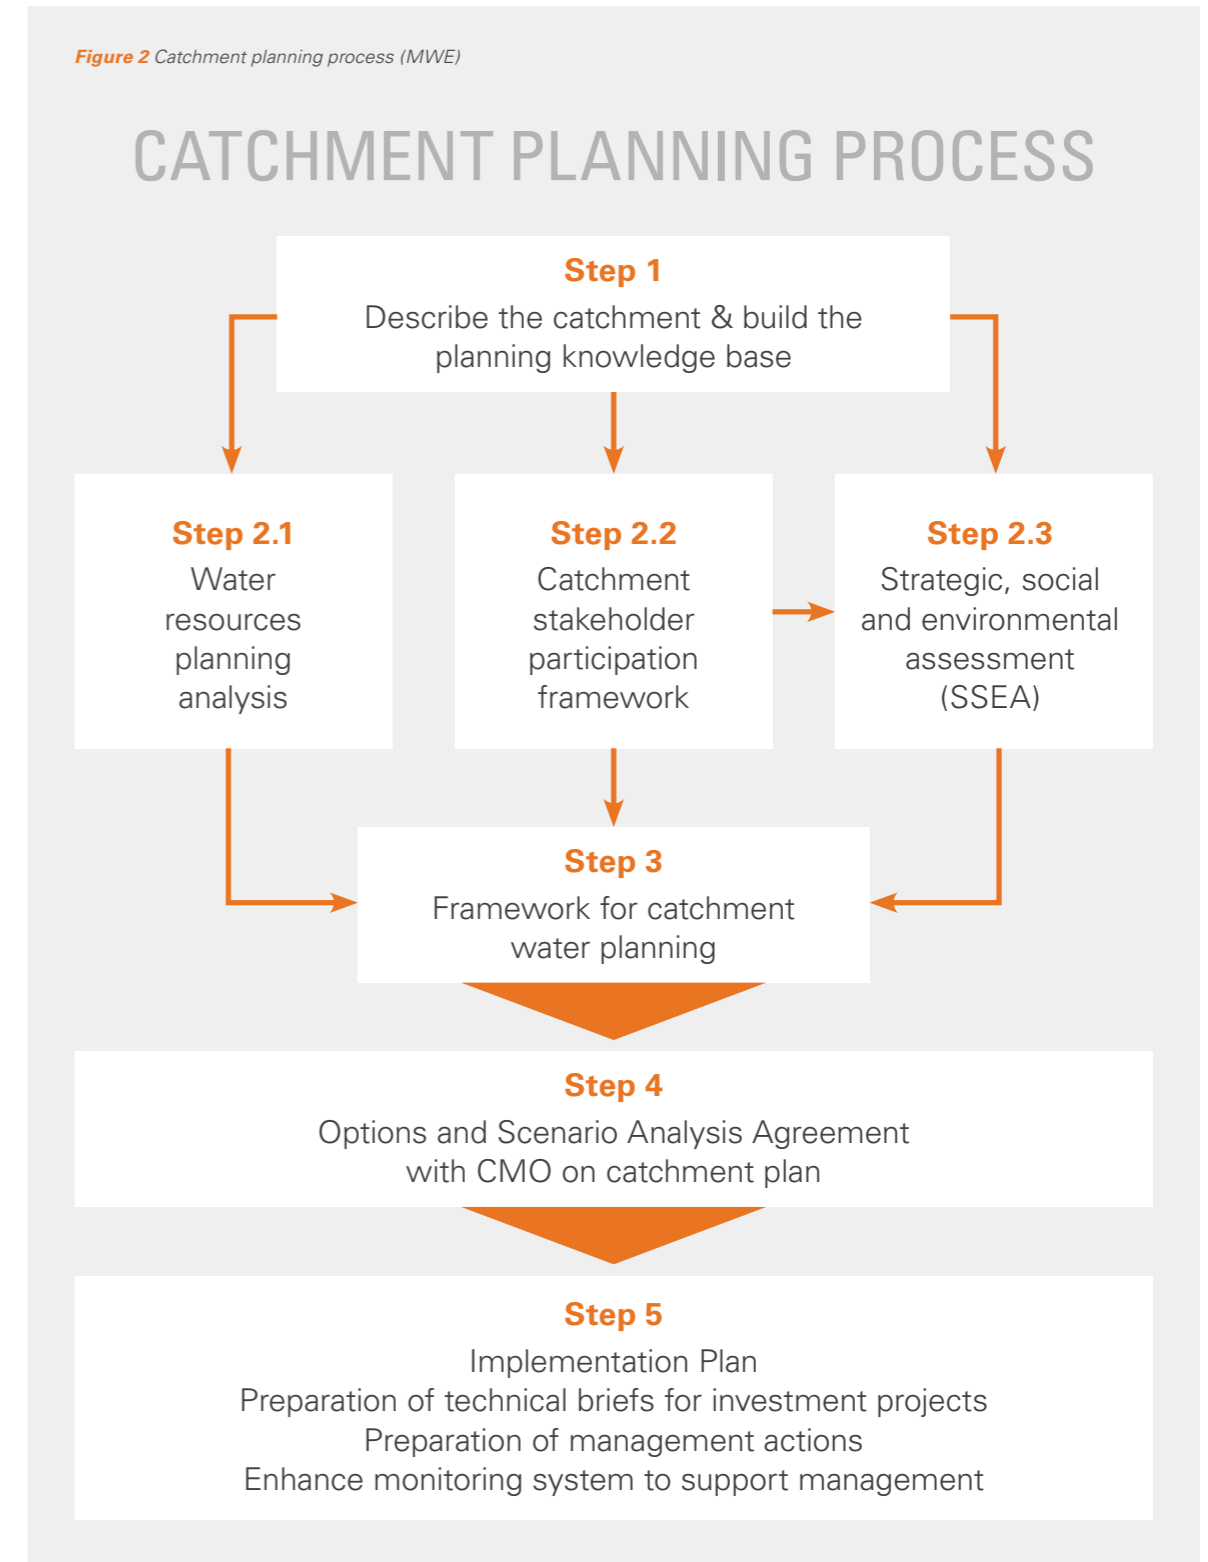 Figure 2 Catchment planning process (MWE)
CATCHMENT PLANNING PROCESS
Step 1
Describe the catchment & build the
planning knowledge base
Step 2.1
Water
resources
planning
analysis
Step 2.2
Catchment
stakeholder
participation
framework
Step 2.3
Strategic, social
and environmental
assessment
(SSEA)
Step 3
Framework for catchment
water planning
Step 4
Options and Scenario Analysis Agreement
with CMO on catchment plan
Step 5
Implementation Plan
Preparation of technical briefs for investment projects
Preparation of management actions
Enhance monitoring system to support management